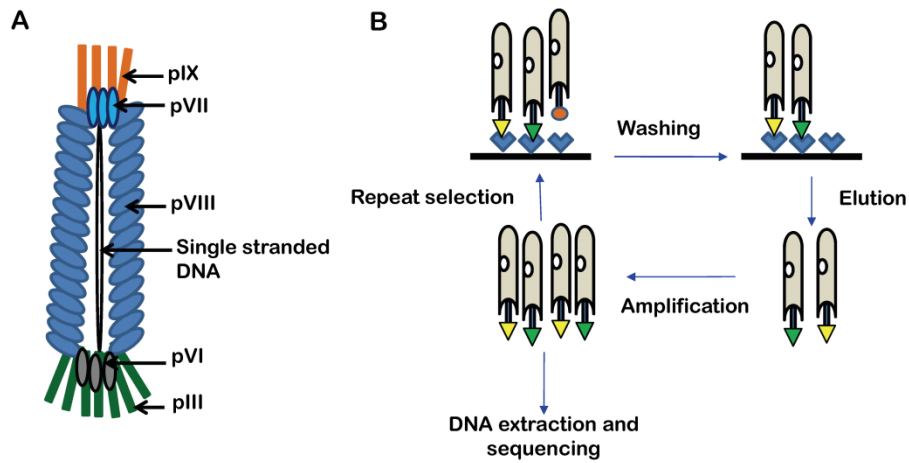 A
pIX
pVII
pVIII
Single stranded
DNA
pVI
pIII
B
Washing
Repeat selection
Elution
Amplification
DNA extraction and
sequencing